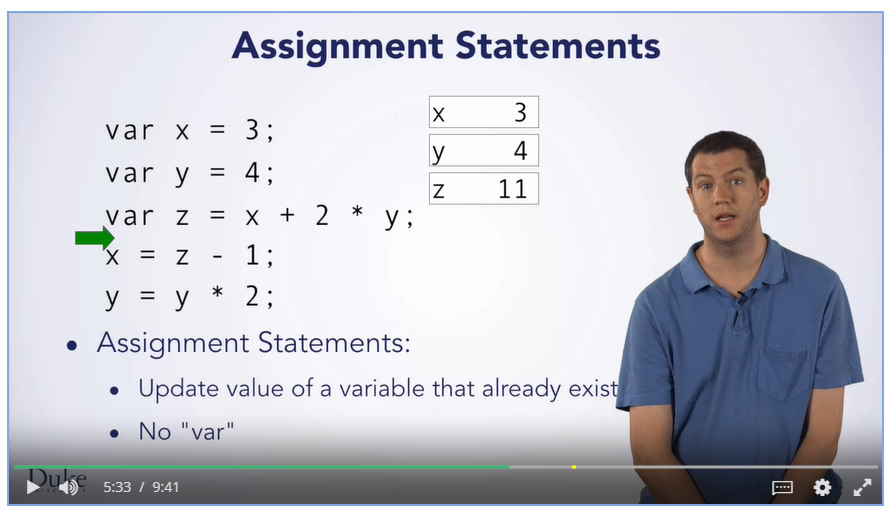 Assignment Statements
var x = 3;
var y = 4;
var z = x + 2 * y;
x = z - 1;
y = y * 2;
x 3
y 4
z 11
• Assignment Statements:
• Update value of a variable that already exist
• No "var"
Duke
5:33 / 9:41